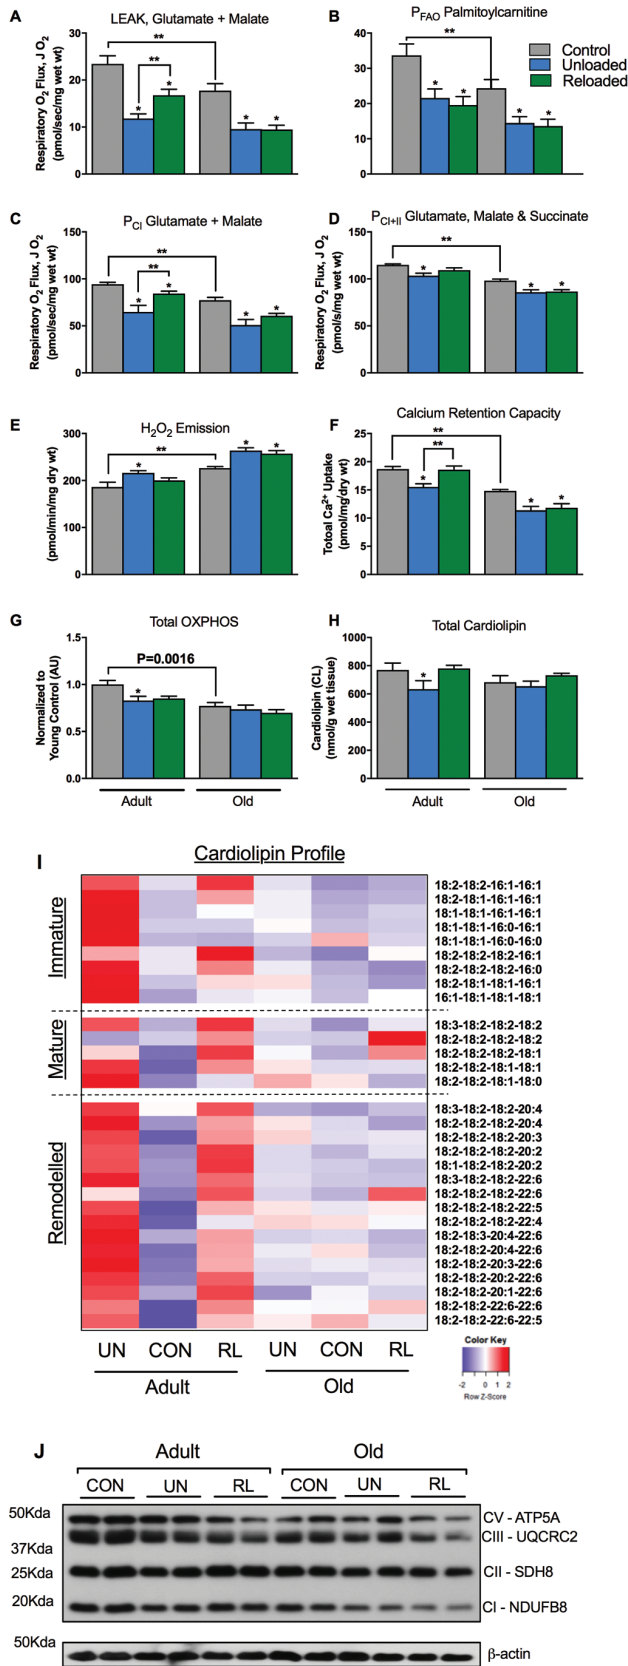 A
LEAK, Glutamate + Malate
Respiratory O2 Flux, J O2
(pmol/sec/mg wet wt)
30
20
10
0
**
**
*
*
*
*
B
PFAO Palmitoylcarnitine
Respiratory O2 Flux, J O2
(pmol/sec/mg wet wt)
40
30
20
10
0
**
*
*
*
*
Control
Unloaded
Reloaded
C
PCI Glutamate + Malate
Respiratory O2 Flux, J O2
(pmol/sec/mg wet wt)
150
100
50
0
**
**
*
*
*
*
D
PCI+II Glutamate, Malate & Succinate
Respiratory O2 Flux, J O2
(pmol/s/mg wet wt)
150
100
50
0
**
*
*
*
E
H2O2 Emission
(pmol/min/mg dry wt)
300
200
100
0
**
*
*
*
F
Calcium Retention Capacity
Totoal Ca2+ Uptake
(pmol/mg/dry wt)
25
20
15
10
5
0
**
**
*
*
*
G
Total OXPHOS
Normalized to
Young Control (AU)
1.5
1.0
0.5
0.0
P=0.0016
*
Adult
Old
H
Total Cardiolipin
Cardiolipin (CL)
(nmol/g wet tissue)
1000
800
600
400
200
0
*
Adult
Old
I
Cardiolipin Profile
Immature
18:2-18:2-16:1-16:1
18:2-18:1-16:1-16:1
18:1-18:1-16:1-16:1
18:1-18:1-16:0-16:1
18:1-18:1-16:0-16:0
18:2-18:2-18:2-16:1
18:2-18:2-18:2-16:0
18:2-18:1-18:1-16:1
16:1-18:1-18:1-18:1
Mature
18:3-18:2-18:2-18:2
18:2-18:2-18:2-18:2
18:2-18:2-18:2-18:1
18:2-18:2-18:1-18:1
18:2-18:2-18:1-18:0
Remodelled
18:3-18:2-18:2-20:4
18:2-18:2-18:2-20:4
18:2-18:2-18:2-20:3
18:2-18:2-18:2-20:2
18:1-18:2-18:2-20:2
18:3-18:2-18:2-22:6
18:2-18:2-18:2-22:6
18:2-18:2-18:2-22:5
18:2-18:2-18:2-22:4
18:2-18:3-20:4-22:6
18:2-18:2-20:4-22:6
18:2-18:2-20:3-22:6
18:2-18:2-20:2-22:6
18:2-18:2-20:1-22:6
18:2-18:2-22:6-22:6
18:2-18:2-22:6-22:5
UN CON RL UN CON RL
Adult Old
Color Key
-2 0 1 2
Row Z-Score
J
Adult Old
CON UN RL CON UN RL
50Kda
37Kda
25Kda
20Kda
50Kda
CV - ATP5A
CIII - UQCRC2
CII - SDH8
CI - NDUFB8
β-actin